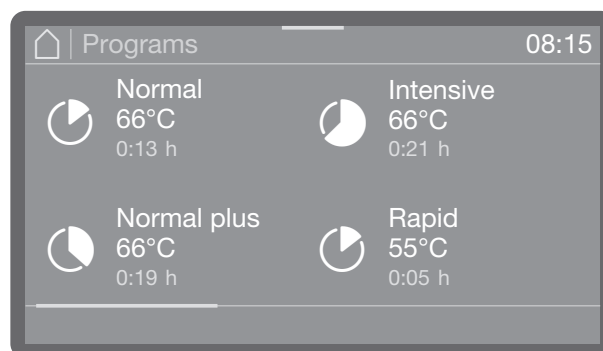 Programs
08:15
Normal
66°C
0:13 h
Intensive
66°C
0:21 h
Normal plus
66°C
0:19 h
Rapid
55°C
0:05 h